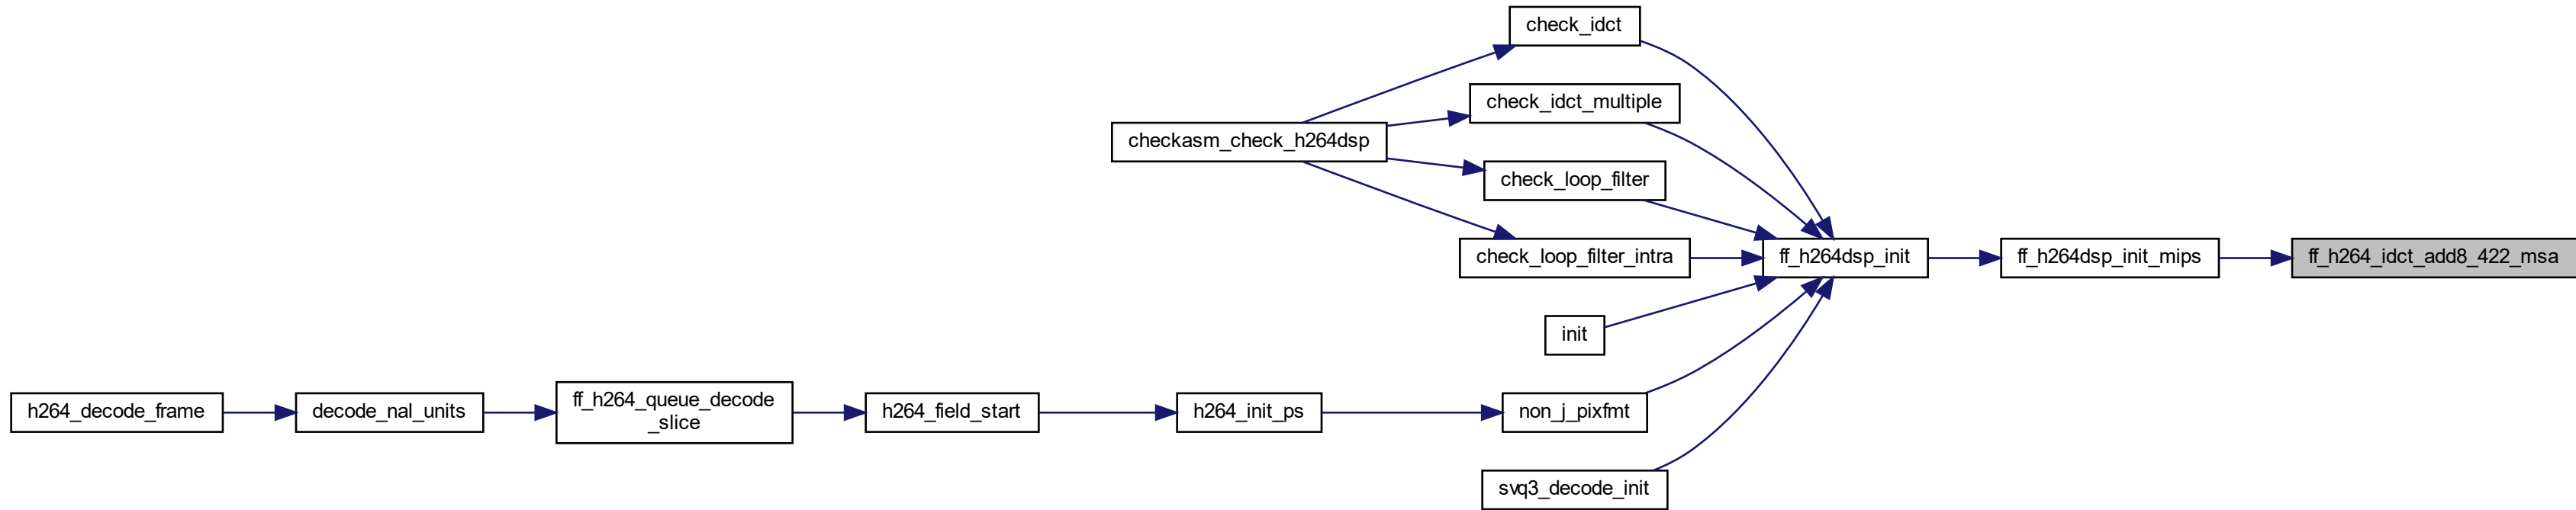 check_idct
check_idct_multiple
checkasm_check_h264dsp
check_loop_filter
check_loop_filter_intra
ff_h264dsp_init
ff_h264dsp_init_mips
ff_h264_idct_add8_422_msa
init
h264_decode_frame
decode_nal_units
ff_h264_queue_decode
_slice
h264_field_start
h264_init_ps
non_j_pixfmt
svq3_decode_init